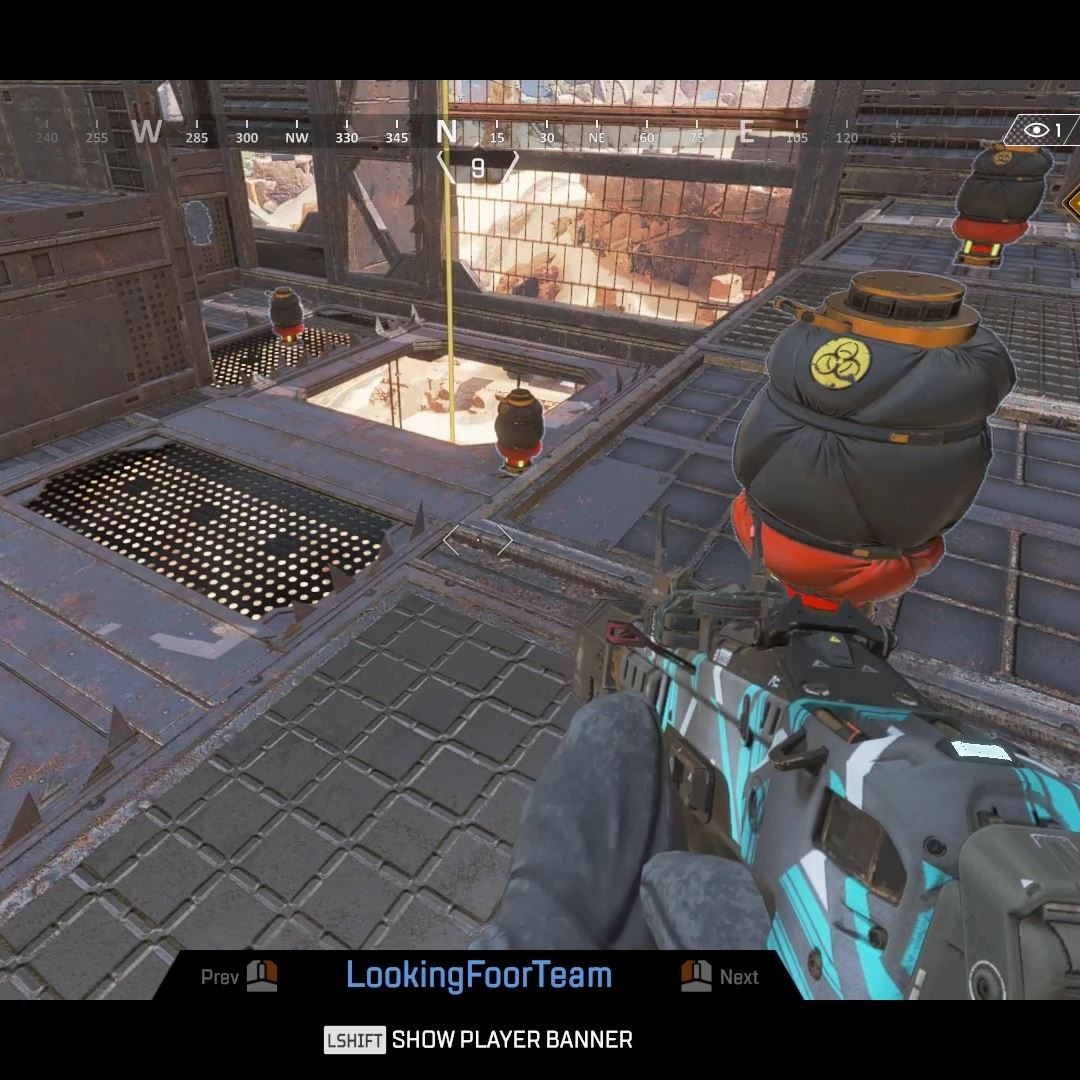 240 255 W 285 300 NW 330 345 N 15 30 NE 60 75 E 105 120 SE
1
9
Prev LookingFoorTeam Next
LSHIFT SHOW PLAYER BANNER